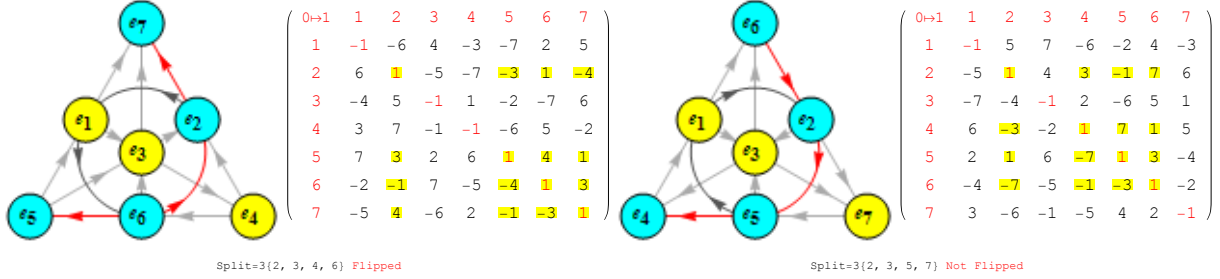 e7
e1
e2
e3
e5
e6
e4
0↦1 1 2 3 4 5 6 7
1 -1 -6 4 -3 -7 2 5
2 6 1 -5 -7 -3 1 -4
3 -4 5 -1 1 -2 -7 6
4 3 7 -1 -1 -6 5 -2
5 7 3 2 6 1 4 1
6 -2 -1 7 -5 -4 1 3
7 -5 4 -6 2 -1 -3 1
Split=3{2, 3, 4, 6} Flipped
e6
e1
e2
e3
e4
e5
e7
0↦1 1 2 3 4 5 6 7
1 -1 5 7 -6 -2 4 -3
2 -5 1 4 3 -1 7 6
3 -7 -4 -1 2 -6 5 1
4 6 -3 -2 1 7 1 5
5 2 1 6 -7 1 3 -4
6 -4 -7 -5 -1 -3 1 -2
7 3 -6 -1 -5 4 2 -1
Split=3{2, 3, 5, 7} Not Flipped